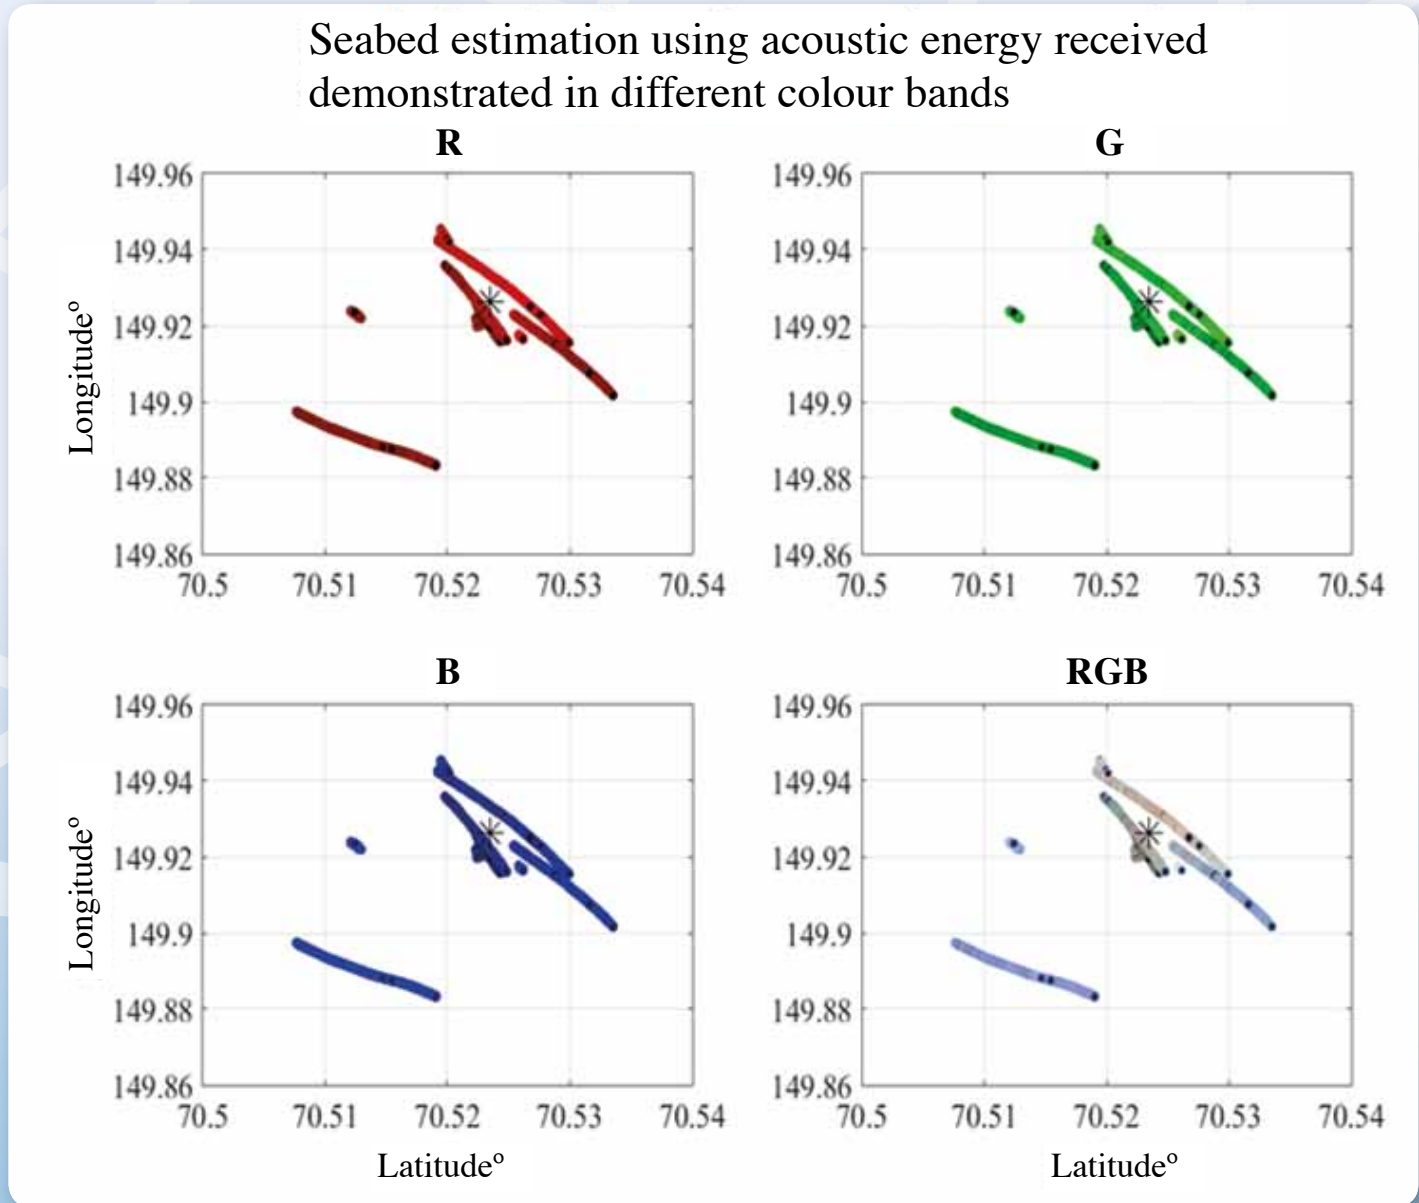 Seabed estimation using acoustic energy received
demonstrated in different colour bands
R
149.96
149.94
149.92
149.9
149.88
149.86
70.5 70.51 70.52 70.53 70.54
Longitudeº
G
149.96
149.94
149.92
149.9
149.88
149.86
70.5 70.51 70.52 70.53 70.54
B
149.96
149.94
149.92
149.9
149.88
149.86
70.5 70.51 70.52 70.53 70.54
Longitudeº
Latitudeº
RGB
149.96
149.94
149.92
149.9
149.88
149.86
70.5 70.51 70.52 70.53 70.54
Latitudeº